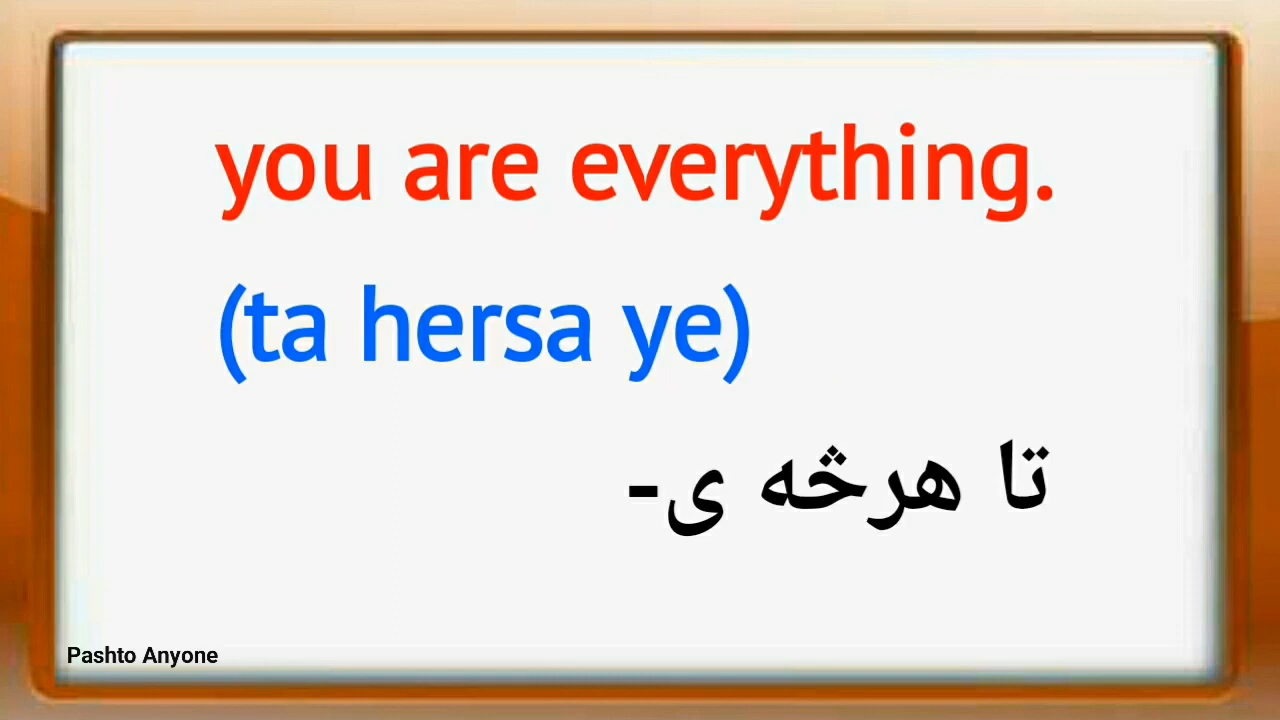 you are everything.
(ta hersa ye)
تا هرڅه ی-
Pashto Anyone